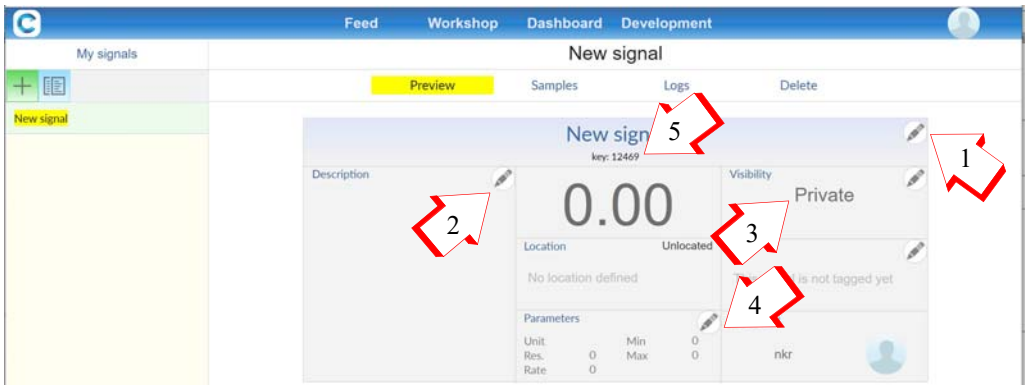 C Feed Workshop Dashboard Development
My signals New signal
Preview Samples Logs Delete
New signal
New sign 5
key: 12469
1
Description
2
0.00
Visibility
Private
3
Location Unlocated
No location defined
is not tagged yet
4
Parameters
Unit Min 0
Res. 0 Max 0
Rate 0
nkr